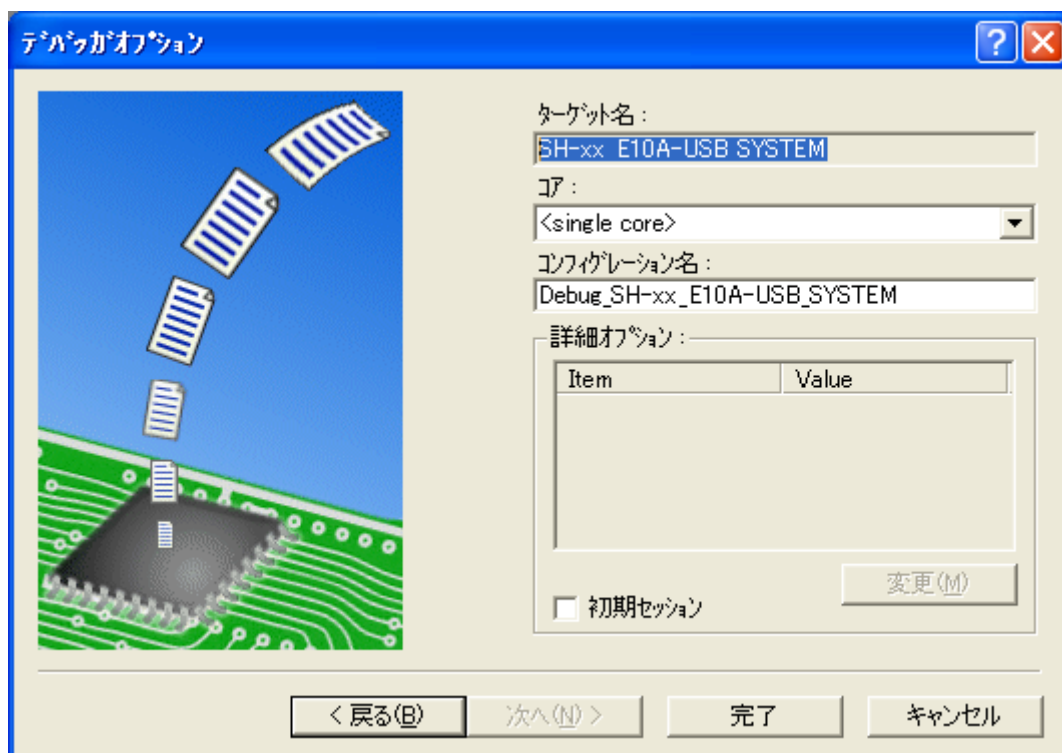 デバッガオプション
ターゲット名 :
SH-xx E10A-USB SYSTEM
コア :
<single core>
コンフィグレーション名 :
Debug_SH-xx_E10A-USB_SYSTEM
詳細オプション :
Item Value
変更(M)
初期セッション
< 戻る(B) 次へ(N) > 完了 キャンセル